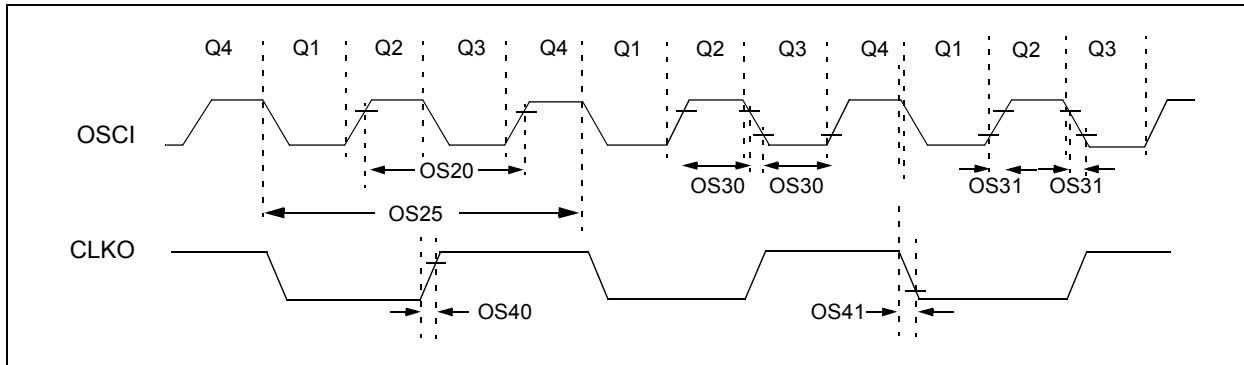 Q4 Q1 Q2 Q3 Q4 Q1 Q2 Q3 Q4 Q1 Q2 Q3
OSCI
OS20
OS30 OS30
OS31 OS31
OS25
CLKO
OS40
OS41